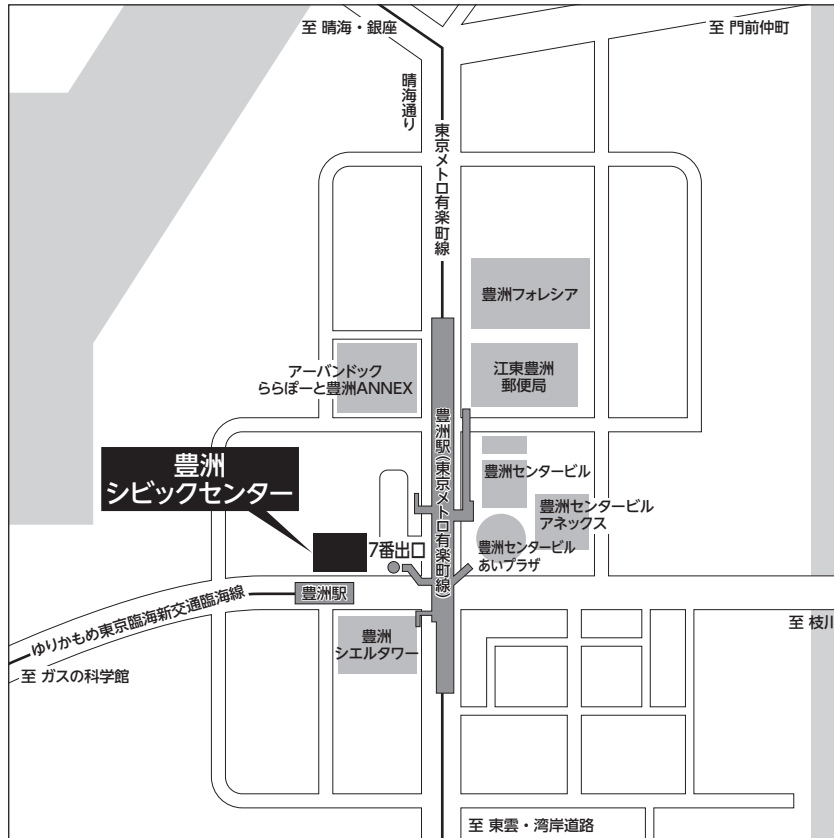 至 晴海・銀座
至 門前仲町
晴海通り
東京メトロ有楽町線
豊洲フォレシア
アーバンドック
ららぽーと豊洲ANNEX
江東豊洲
郵便局
豊洲駅(東京メトロ有楽町線)
豊洲
シビックセンター
豊洲センタービル
豊洲センタービル
アネックス
7番出口
豊洲センタービル
あいプラザ
豊洲駅
ゆりかもめ東京臨海新交通臨海線
豊洲
シエルタワー
至 枝川
至 ガスの科学館
至 東雲・湾岸道路